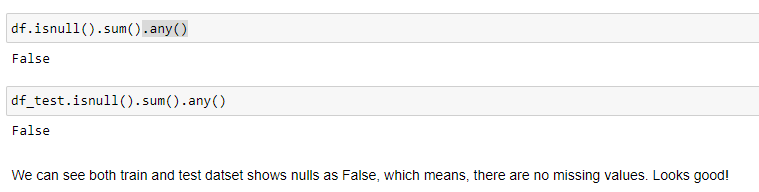 df.isnull().sum().any()
False
df_test.isnull().sum().any()
False
We can see both train and test datset shows nulls as False, which means, there are no missing values. Looks good!